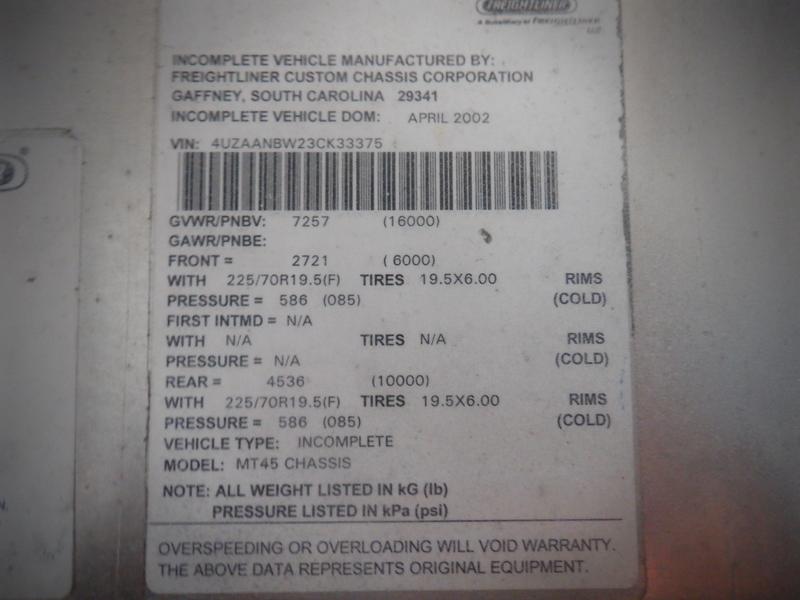 FREIGHTLINER
A Subsidiary of FREIGHTLINER
LLC
INCOMPLETE VEHICLE MANUFACTURED BY:
FREIGHTLINER CUSTOM CHASSIS CORPORATION
GAFFNEY, SOUTH CAROLINA 29341
INCOMPLETE VEHICLE DOM: APRIL 2002
VIN: 4UZAANBW23CK33375
GVWR/PNBV: 7257 (16000)
GAWR/PNBE:
FRONT = 2721 ( 6000)
WITH 225/70R19.5(F) TIRES 19.5X6.00 RIMS
PRESSURE = 586 (085) (COLD)
FIRST INTMD = N/A
WITH N/A TIRES N/A RIMS
PRESSURE = N/A (COLD)
REAR = 4536 (10000)
WITH 225/70R19.5(F) TIRES 19.5X6.00 RIMS
PRESSURE = 586 (085) (COLD)
VEHICLE TYPE: INCOMPLETE
MODEL: MT45 CHASSIS
NOTE: ALL WEIGHT LISTED IN kG (lb)
PRESSURE LISTED IN kPa (psi)
OVERSPEEDING OR OVERLOADING WILL VOID WARRANTY.
THE ABOVE DATA REPRESENTS ORIGINAL EQUIPMENT.